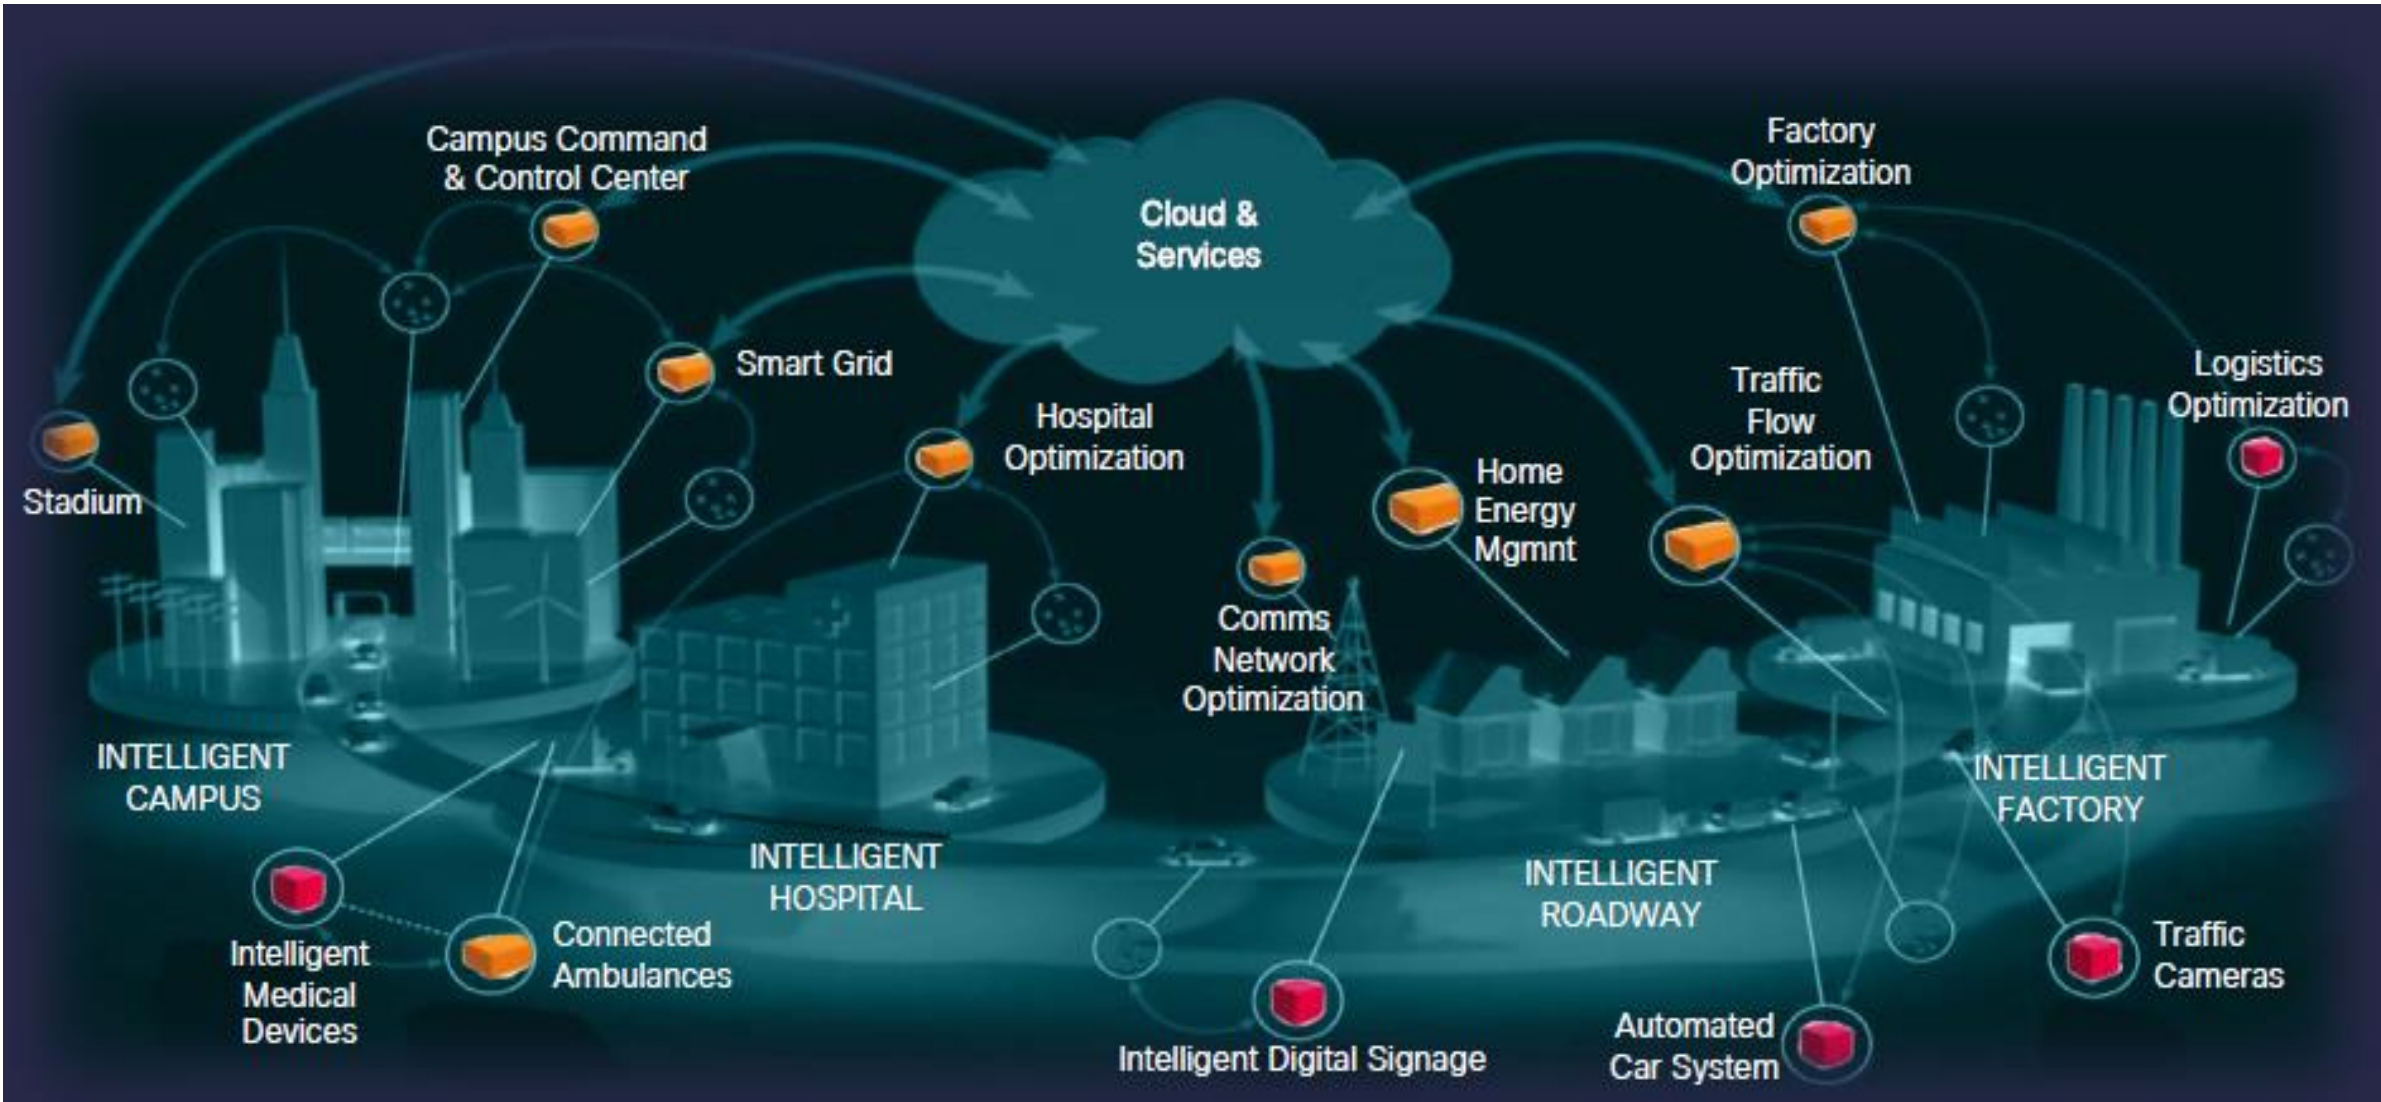 Campus Command
& Control Center
Cloud &
Services
Factory
Optimization
Smart Grid
Stadium
Hospital
Optimization
Home
Energy
Mgmnt
Traffic
Flow
Optimization
Logistics
Optimization
Comms
Network
Optimization
INTELLIGENT
CAMPUS
INTELLIGENT
HOSPITAL
INTELLIGENT
ROADWAY
INTELLIGENT
FACTORY
Intelligent
Medical
Devices
Connected
Ambulances
Intelligent Digital Signage
Automated
Car System
Traffic
Cameras